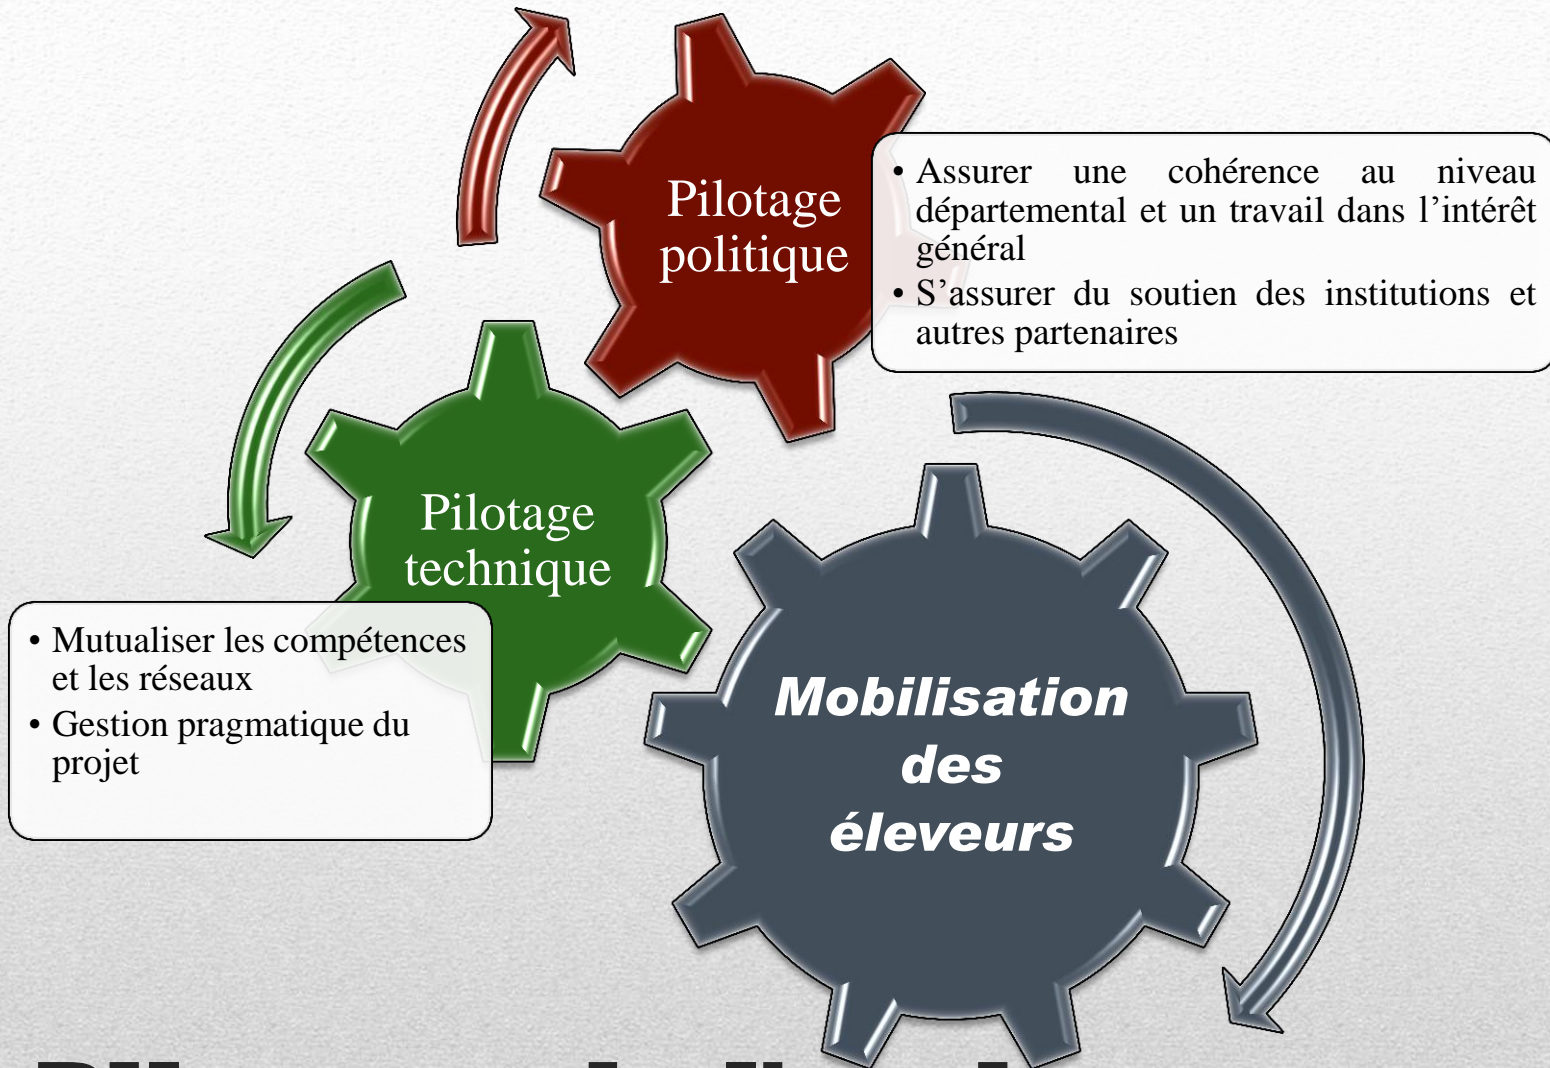 Pilotage
politique
• Assurer une cohérence au niveau
départemental et un travail dans l’intérêt
général
• S’assurer du soutien des institutions et
autres partenaires
Pilotage
technique
• Mutualiser les compétences
et les réseaux
• Gestion pragmatique du
projet
Mobilisation
des
éleveurs